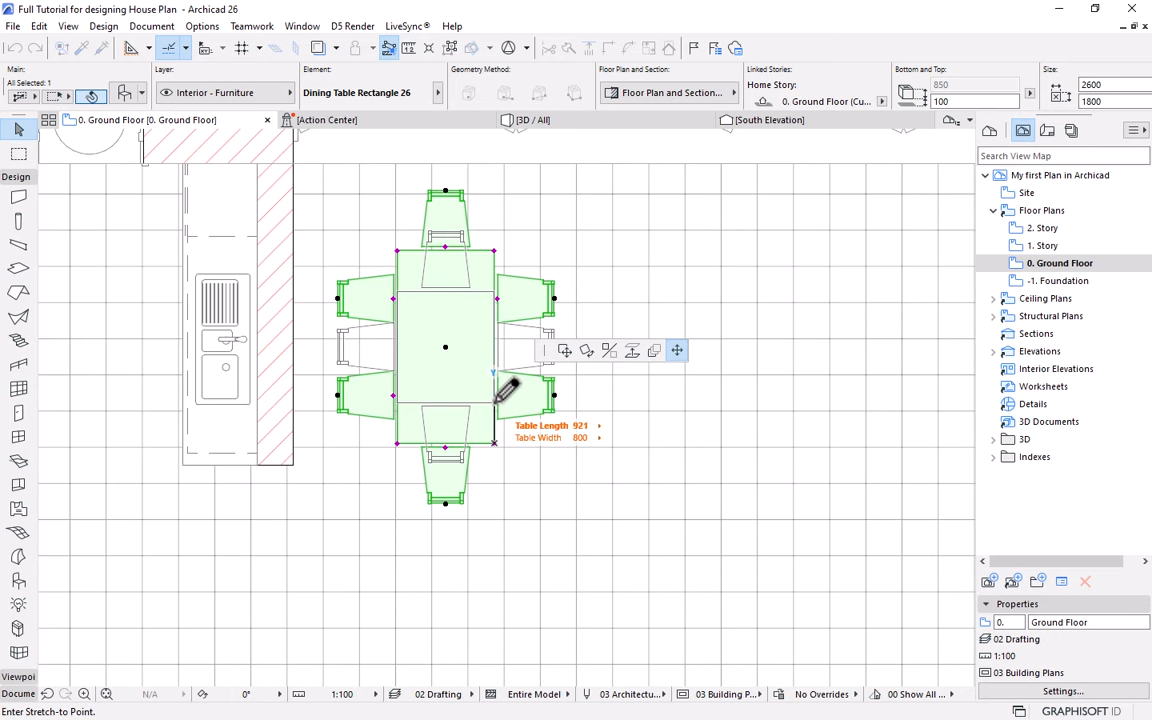 Full Tutorial for designing House Plan - Archicad 26
File Edit View Design Document Options Teamwork Window D5 Render LiveSync® Help
Main:
All Selected: 1
Layer:
Interior - Furniture
Element:
Dining Table Rectangle 26
Geometry Method:
Floor Plan and Section:
Floor Plan and Section...
Linked Stories:
Home Story:
0. Ground Floor (Cu...
Bottom and Top:
850
100
Size:
2600
1800
0. Ground Floor [0. Ground Floor]
[Action Center]
[3D / All]
[South Elevation]
Design
Viewpoi
Docume
Search View Map
My first Plan in Archicad
Site
Floor Plans
2. Story
1. Story
0. Ground Floor
-1. Foundation
Ceiling Plans
Structural Plans
Sections
Elevations
Interior Elevations
Worksheets
Details
3D Documents
3D
Indexes
Y
Table Length 921
Table Width 800
Properties
0. Ground Floor
02 Drafting
1:100
03 Building Plans
Settings...
N/A 0° 1:100 02 Drafting Entire Model 03 Architectu... 03 Building P... No Overrides 00 Show All ...
Enter Stretch-to Point.
GRAPHISOFT ID